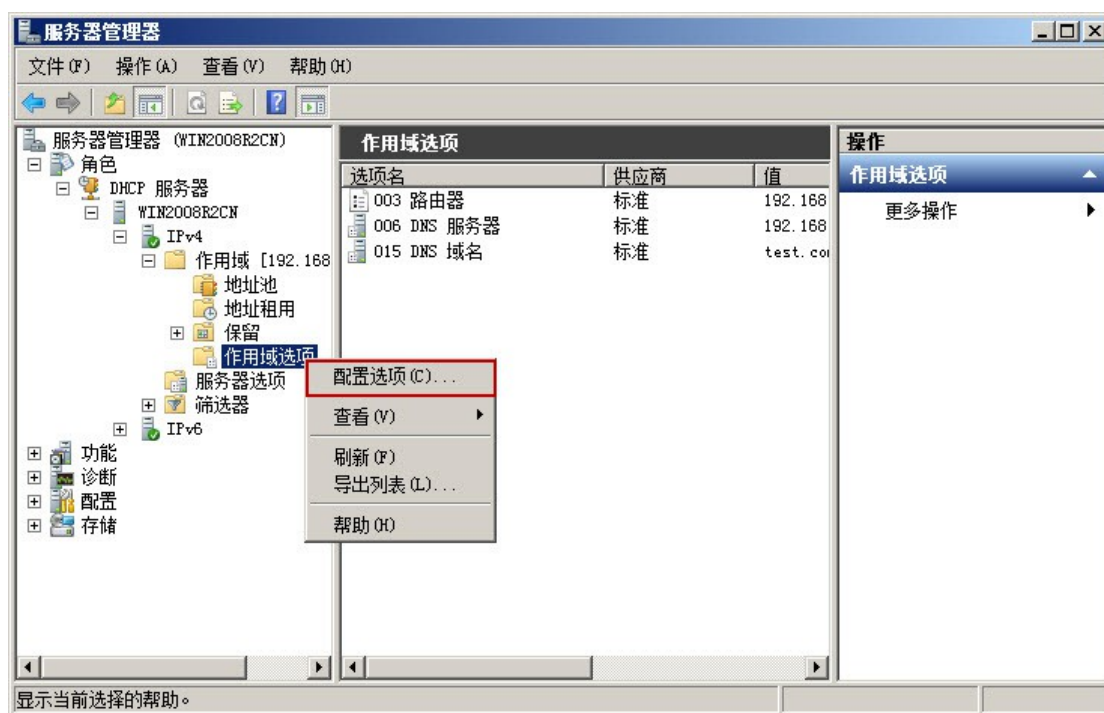 服务器管理器
文件(F) 操作(A) 查看(V) 帮助(H)
服务器管理器 (WIN2008R2CN)
角色
DHCP 服务器
WIN2008R2CN
IPv4
作用域 [192.168
地址池
地址租用
保留
作用域选项
服务器选项
筛选器
IPv6
功能
诊断
配置
存储
作用域选项
选项名 供应商 值
003 路由器 标准 192.168
006 DNS 服务器 标准 192.168
015 DNS 域名 标准 test.co
配置选项(C)...
查看(V)
刷新(F)
导出列表(L)...
帮助(H)
操作
作用域选项
更多操作
显示当前选择的帮助。